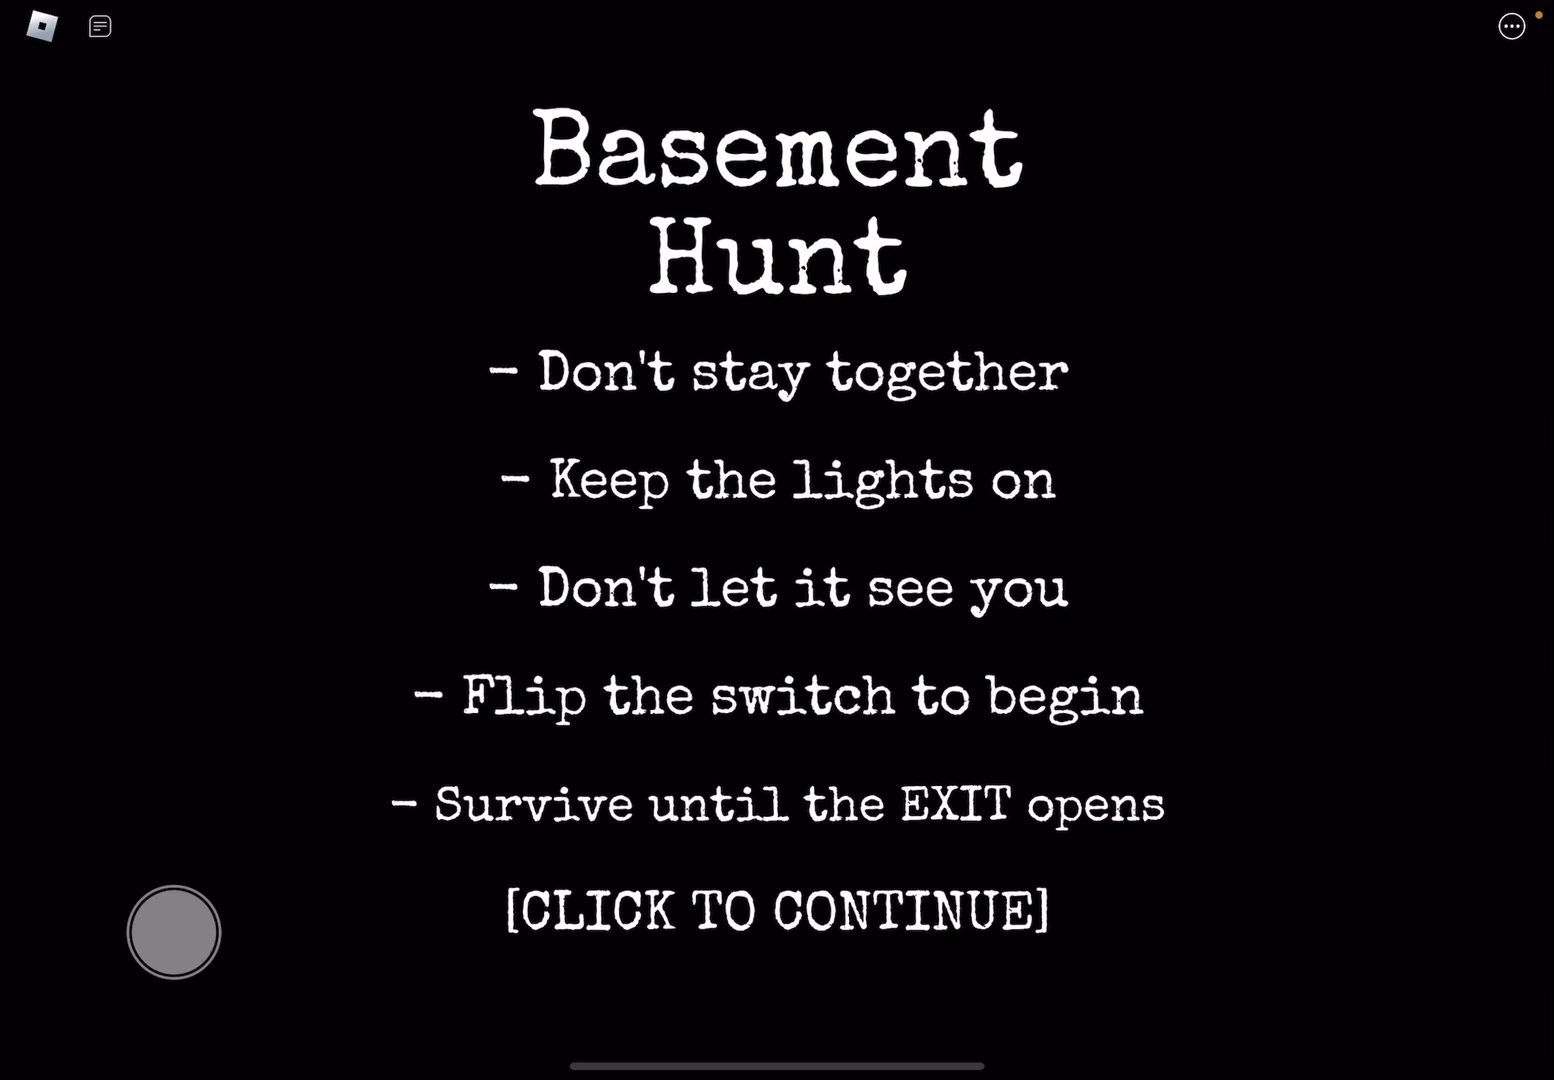 Basement
Hunt
- Don't stay together
- Keep the lights on
- Don't let it see you
- Flip the switch to begin
- Survive until the EXIT opens
[CLICK TO CONTINUE]